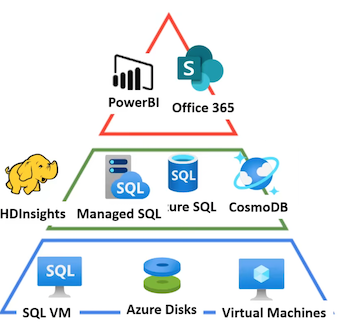 PowerBI
Office 365
S
HDInsights
Managed SQL
SQL
ure SQL
SQL
CosmoDB
SQL
SQL VM
Azure Disks
Virtual Machines